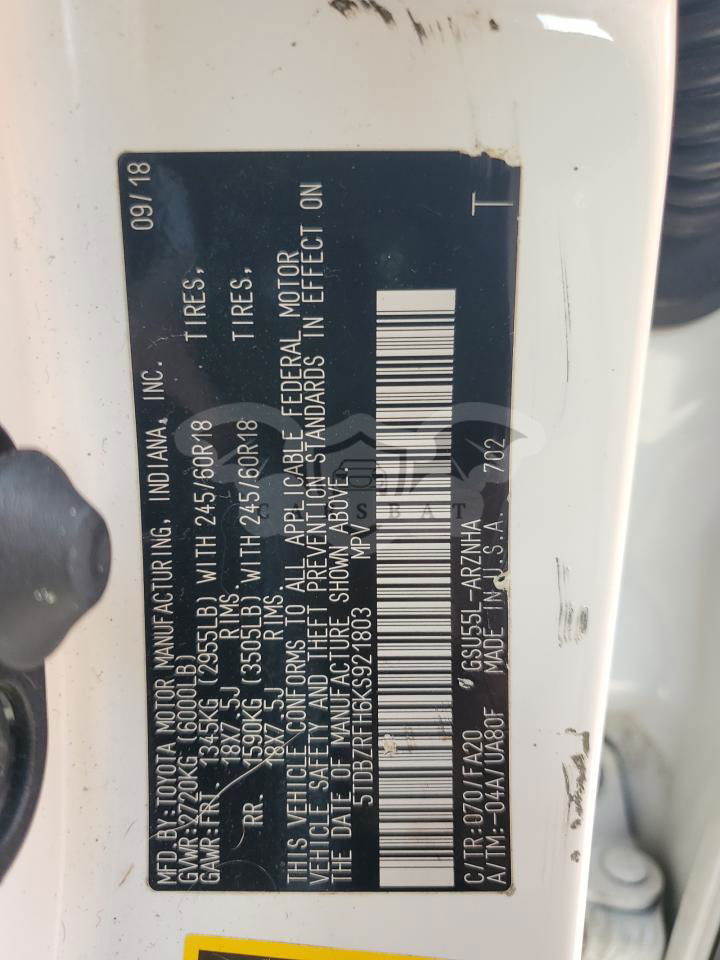 MFD.BY:TOYOTA MOTOR MANUFACTURING, INDIANA, INC. 09/18
GVWR:2720KG (6000LB)
GAWR:FRT. 1345KG (2955LB) WITH 245/60R18 TIRES,
18X7.5J RIMS.
RR. 1590KG (3505LB) WITH 245/60R18 TIRES,
18X7.5J RIMS.
THIS VEHICLE CONFORMS TO ALL APPLICABLE FEDERAL MOTOR
VEHICLE SAFETY AND THEFT PREVENTION STANDARDS IN EFFECT ON
THE DATE OF MANUFACTURE SHOWN ABOVE.
5TDBZRFH6KS921803 MPV
C/TR:070/FA20 GSU55L-ARZNHA T
A/TM:-04A/UA80F MADE IN U.S.A. 702
CARSBAT